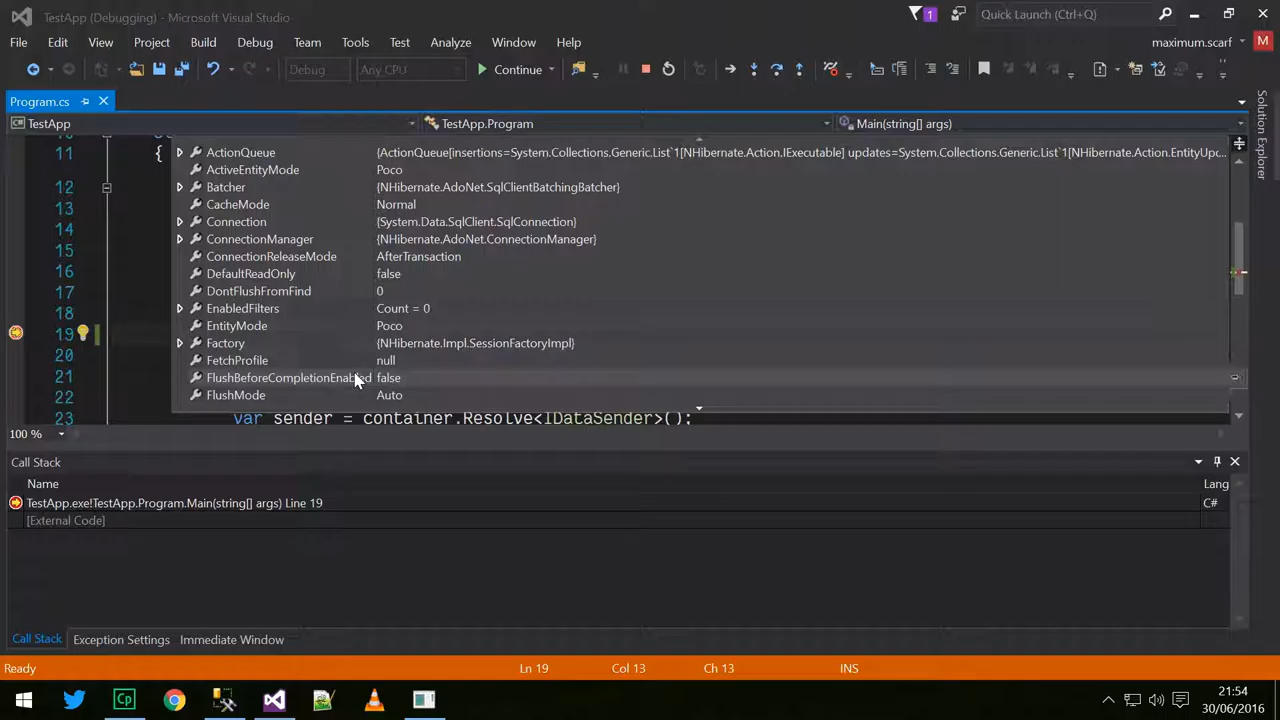 TestApp (Debugging) - Microsoft Visual Studio
1
Quick Launch (Ctrl+Q)
File Edit View Project Build Debug Team Tools Test Analyze Window Help
maximum.scarf M
Debug Any CPU Continue
Program.cs
TestApp TestApp.Program Main(string[] args)
Solution Explorer
11 {
12
13
14
15
16
17
18
19
20
21
22
23 var sender = container.Resolve<IDataSender>();
ActionQueue {ActionQueue[insertions=System.Collections.Generic.List`1[NHibernate.Action.IExecutable] updates=System.Collections.Generic.List`1[NHibernate.Action.EntityUpc...
ActiveEntityMode Poco
Batcher {NHibernate.AdoNet.SqlClientBatchingBatcher}
CacheMode Normal
Connection {System.Data.SqlClient.SqlConnection}
ConnectionManager {NHibernate.AdoNet.ConnectionManager}
ConnectionReleaseMode AfterTransaction
DefaultReadOnly false
DontFlushFromFind 0
EnabledFilters Count = 0
EntityMode Poco
Factory {NHibernate.Impl.SessionFactoryImpl}
FetchProfile null
FlushBeforeCompletionEnabled false
FlushMode Auto
100 %
Call Stack
Name Lang
TestApp.exe!TestApp.Program.Main(string[] args) Line 19 C#
[External Code]
Call Stack Exception Settings Immediate Window
Ready Ln 19 Col 13 Ch 13 INS
Cp
21:54
30/06/2016